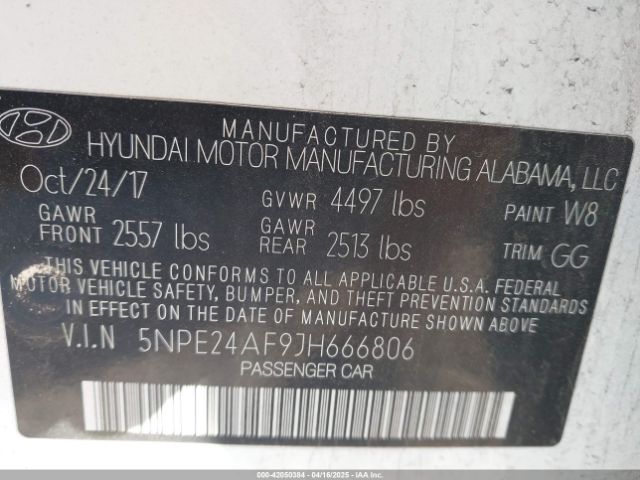 MANUFACTURED BY
HYUNDAI MOTOR MANUFACTURING ALABAMA, LLC
Oct/24/17 GVWR 4497 lbs PAINT W8
GAWR FRONT 2557 lbs GAWR REAR 2513 lbs TRIM GG
THIS VEHICLE CONFORMS TO ALL APPLICABLE U.S.A. FEDERAL
MOTOR VEHICLE SAFETY, BUMPER, AND THEFT PREVENTION STANDARDS
IN EFFECT ON THE DATE OF MANUFACTURE SHOWN ABOVE.
V.I.N 5NPE24AF9JH666806
PASSENGER CAR
000-42050384 - 04/16/2025 - IAAI.COM